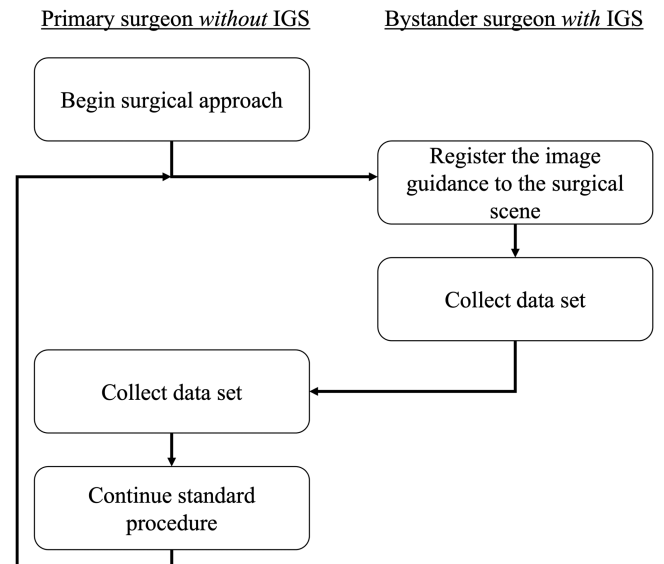 Primary surgeon without IGS
Bystander surgeon with IGS
Begin surgical approach
Register the image
guidance to the surgical
scene
Collect data set
Collect data set
Continue standard
procedure